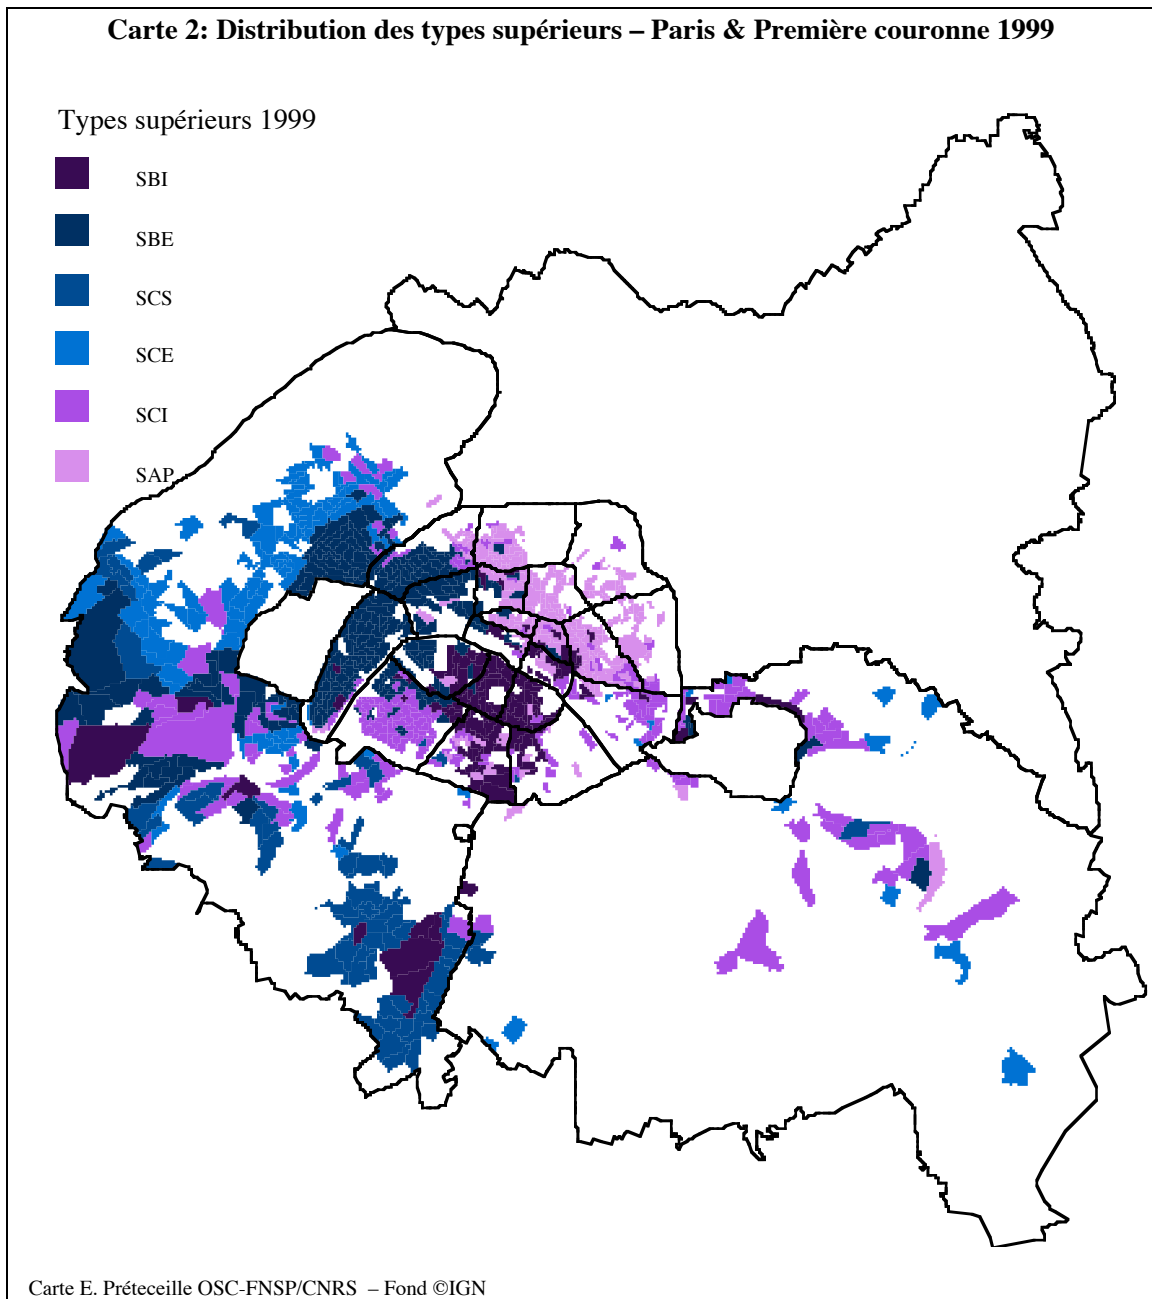 Carte 2: Distribution des types supérieurs – Paris & Première couronne 1999
Types supérieurs 1999
SBI
SBE
SCS
SCE
SCI
SAP
Carte E. Préteceille OSC-FNSP/CNRS – Fond ©IGN